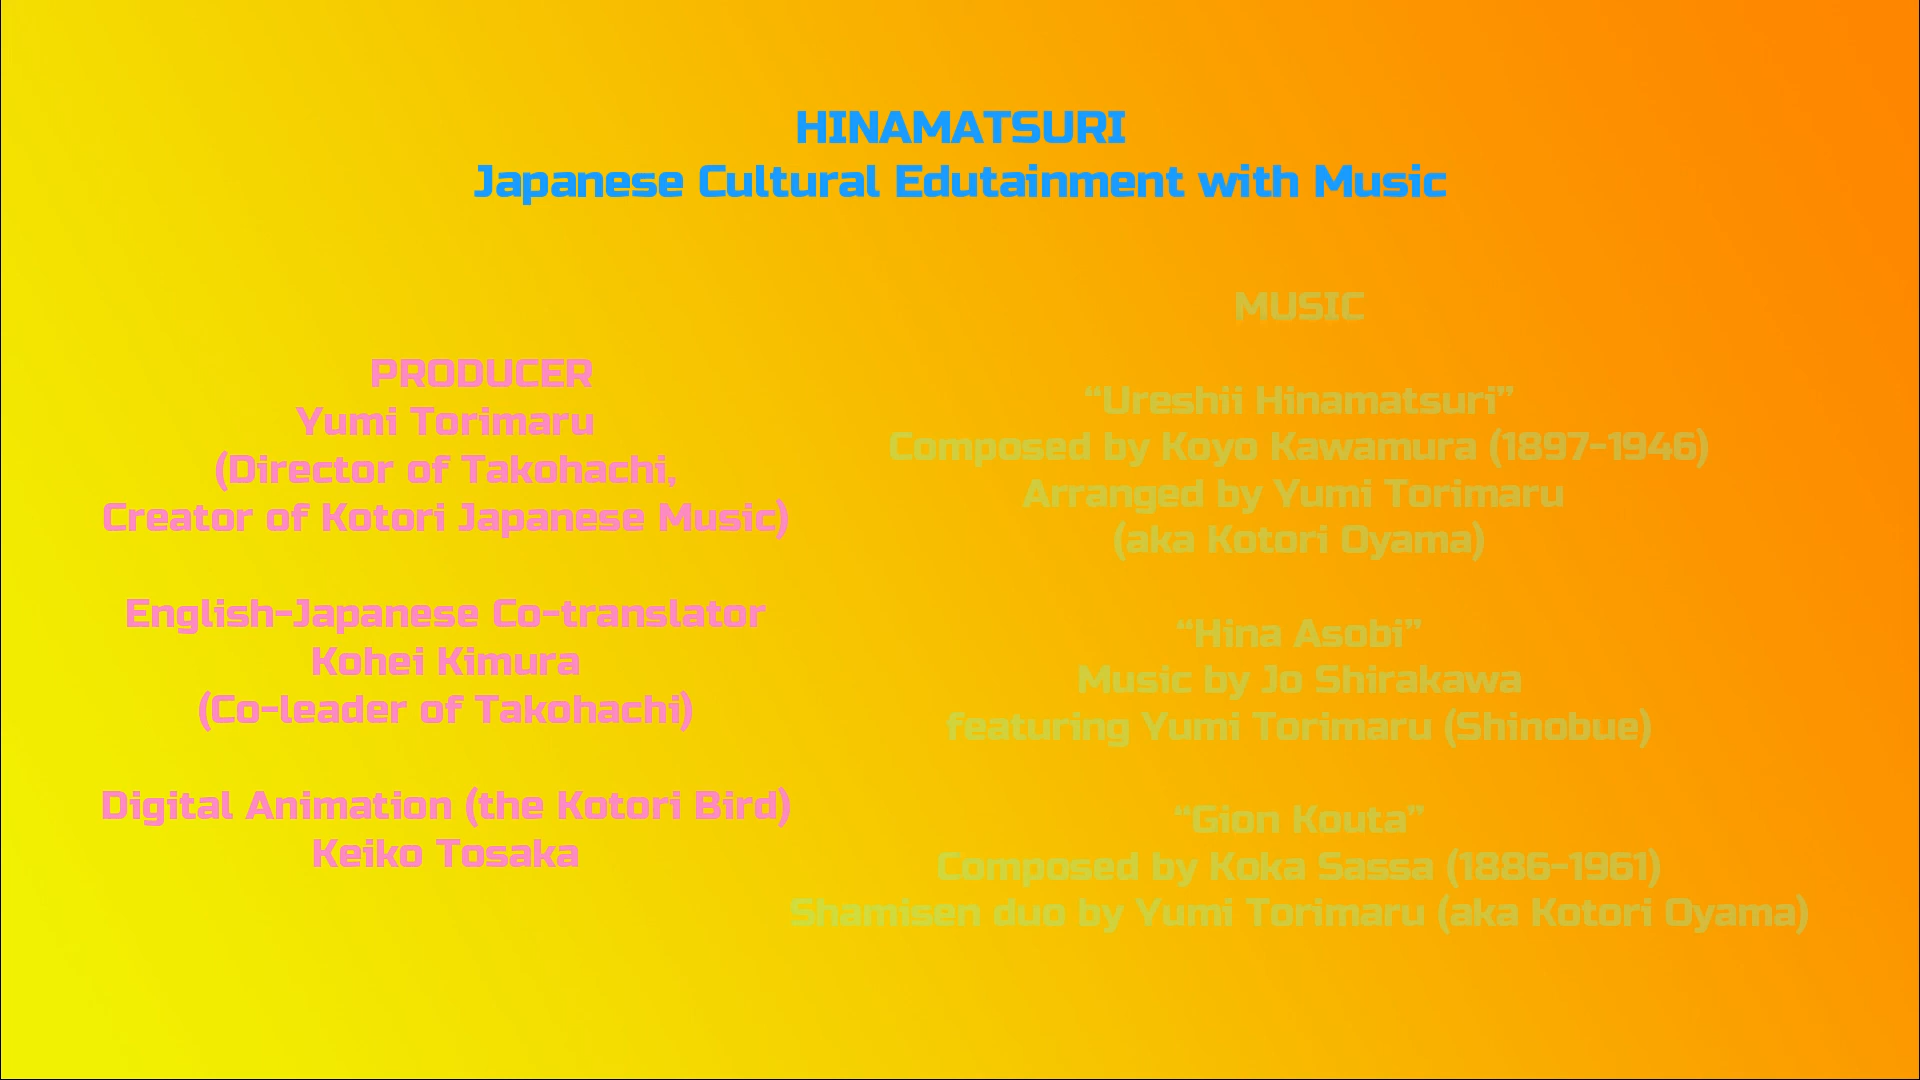 HINAMATSURI
Japanese Cultural Edutainment with Music
PRODUCER
Yumi Torimaru
(Director of Takohachi,
Creator of Kotori Japanese Music)
English-Japanese Co-translator
Kohei Kimura
(Co-leader of Takohachi)
Digital Animation (the Kotori Bird)
Keiko Tosaka
MUSIC
“Ureshii Hinamatsuri”
Composed by Koyo Kawamura (1897-1946)
Arranged by Yumi Torimaru
(aka Kotori Oyama)
“Hina Asobi”
Music by Jo Shirakawa
featuring Yumi Torimaru (Shinobue)
“Gion Kouta”
Composed by Koka Sassa (1886-1961)
Shamisen duo by Yumi Torimaru (aka Kotori Oyama)